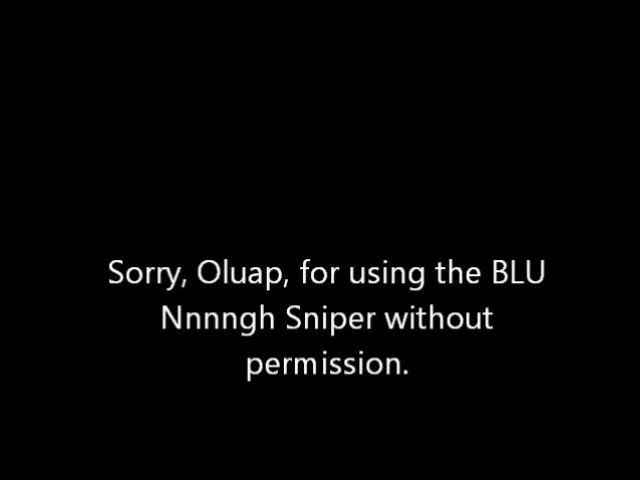 Sorry, Oluap, for using the BLU
Nnnngh Sniper without
permission.